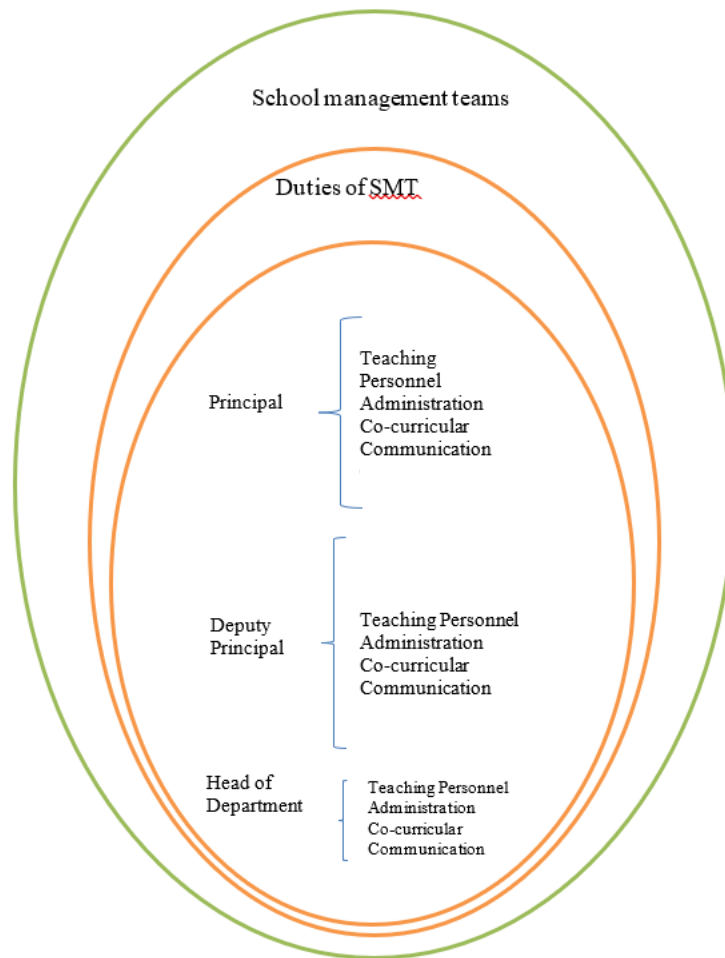 School management teams
Duties of SMT
Principal
Teaching
Personnel
Administration
Co-curricular
Communication
Deputy
Principal
Teaching Personnel
Administration
Co-curricular
Communication
Head of
Department
Teaching Personnel
Administration
Co-curricular
Communication